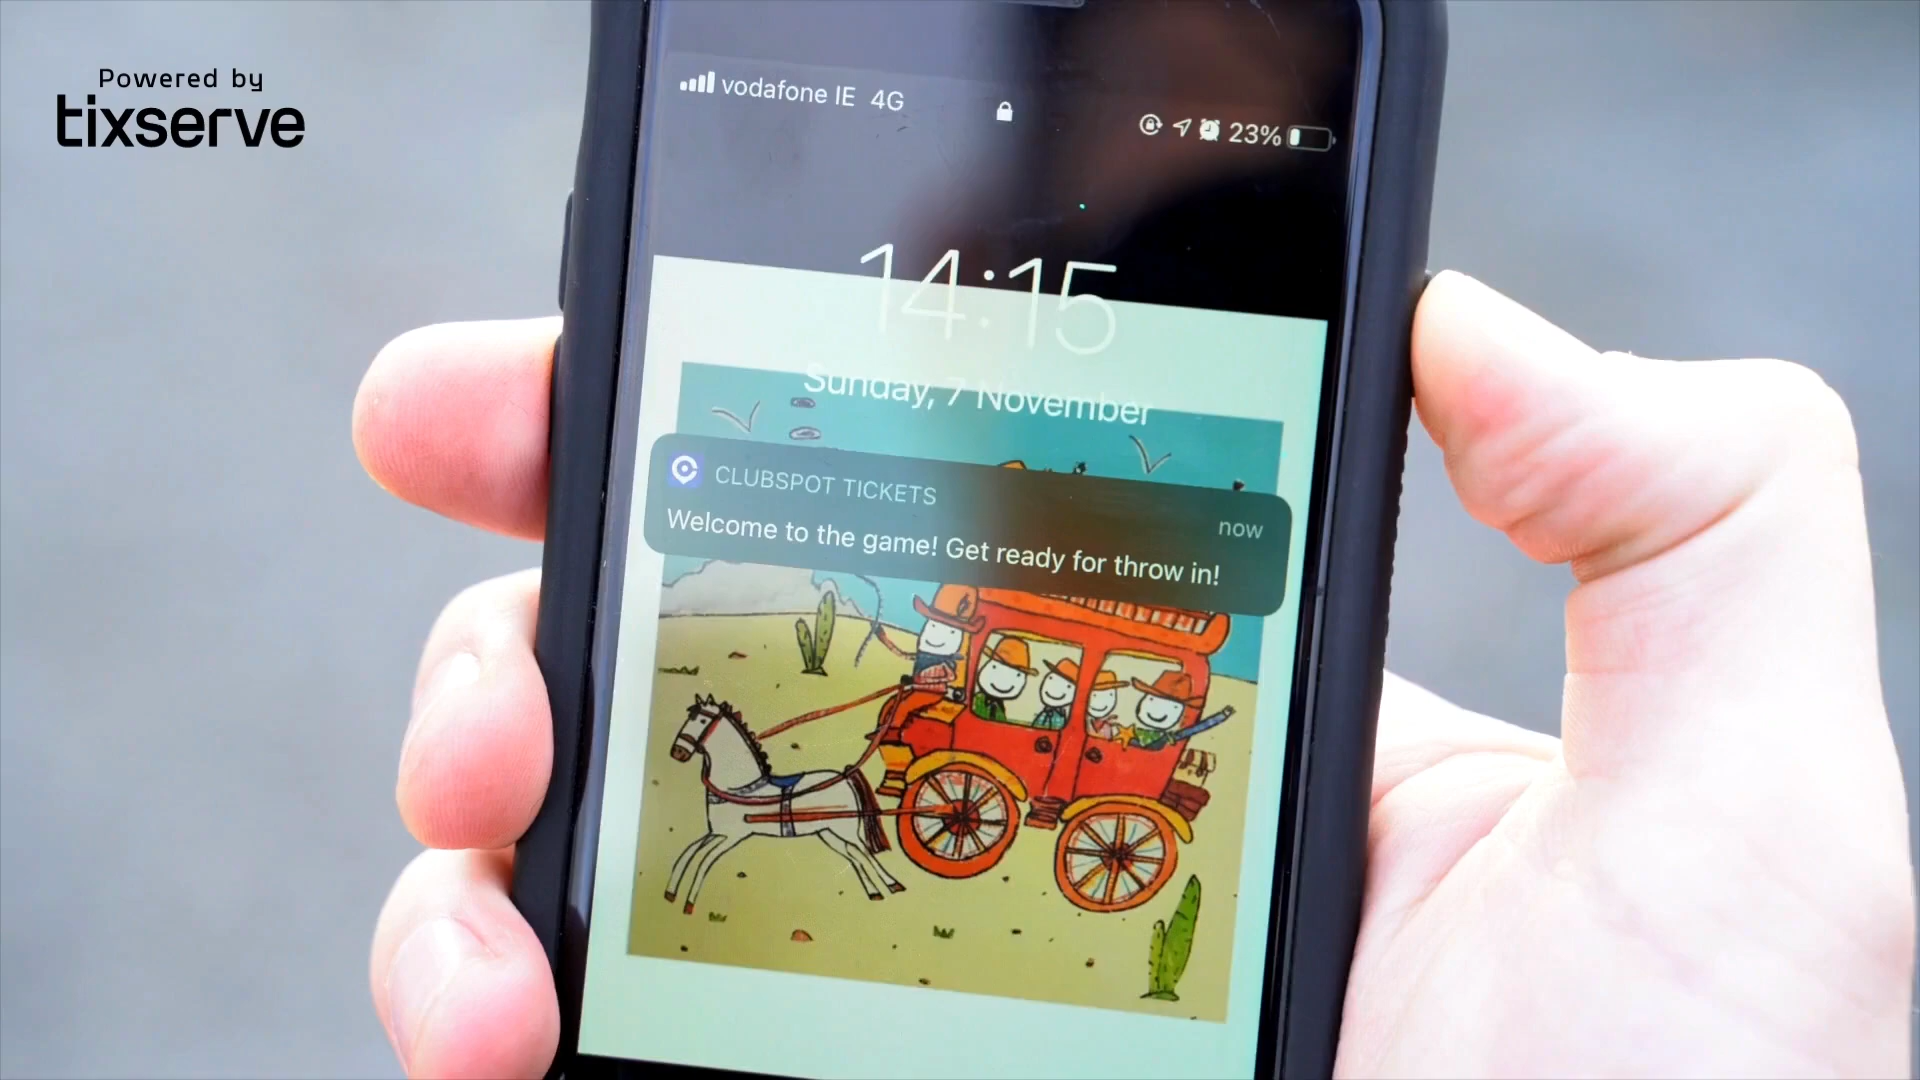 Powered by
tixserve
vodafone IE 4G
23%
14:15
Sunday, 7 November
CLUBSPOT TICKETS
now
Welcome to the game! Get ready for throw in!